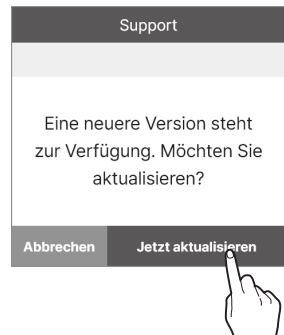 Support
Eine neuere Version steht
zur Verfügung. Möchten Sie
aktualisieren?
Abbrechen Jetzt aktualisieren